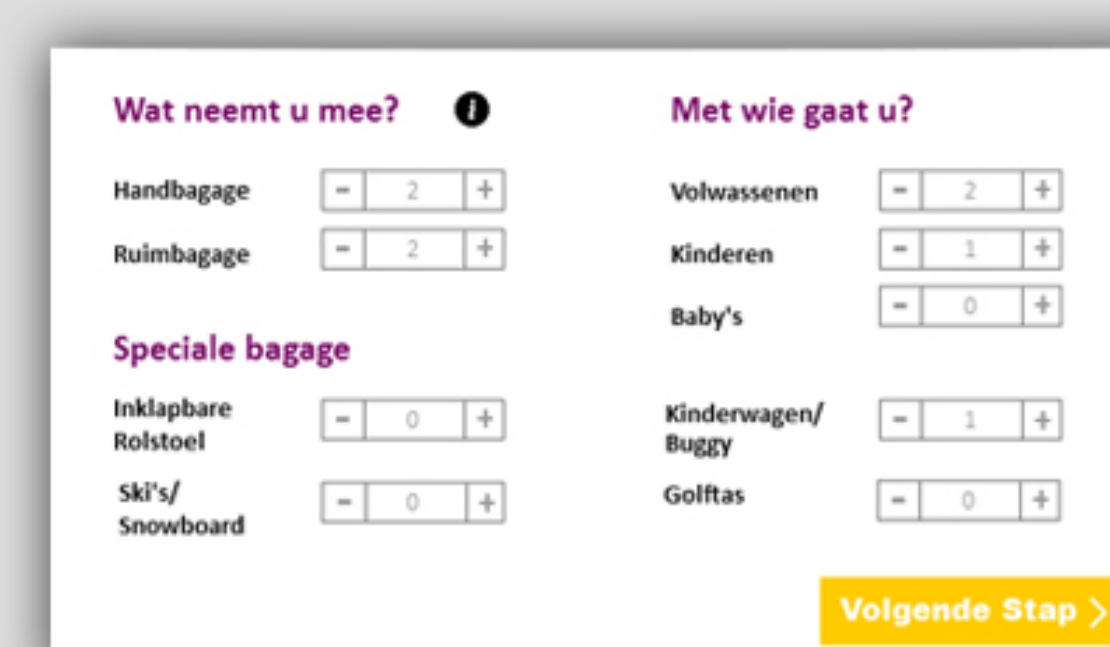 Wat neemt u mee? i
Handbagage - 2 +
Ruimbagage - 2 +
Speciale bagage
Inklapbare
Rolstoel - 0 +
Ski's/
Snowboard - 0 +
Met wie gaat u?
Volwassenen - 2 +
Kinderen - 1 +
Baby's - 0 +
Kinderwagen/
Buggy - 1 +
Golftas - 0 +
Volgende Stap >